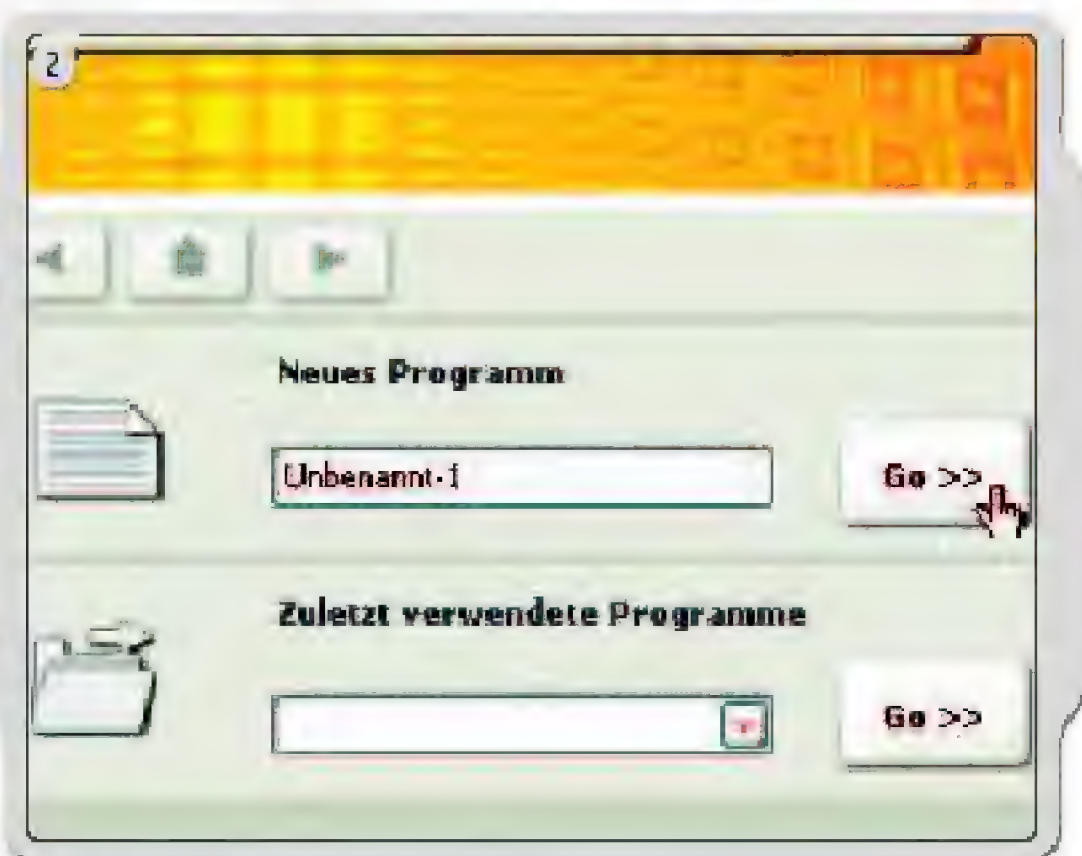 2
Neues Programm
Unbenannt-1
Go >>
Zuletzt verwendete Programme
Go >>